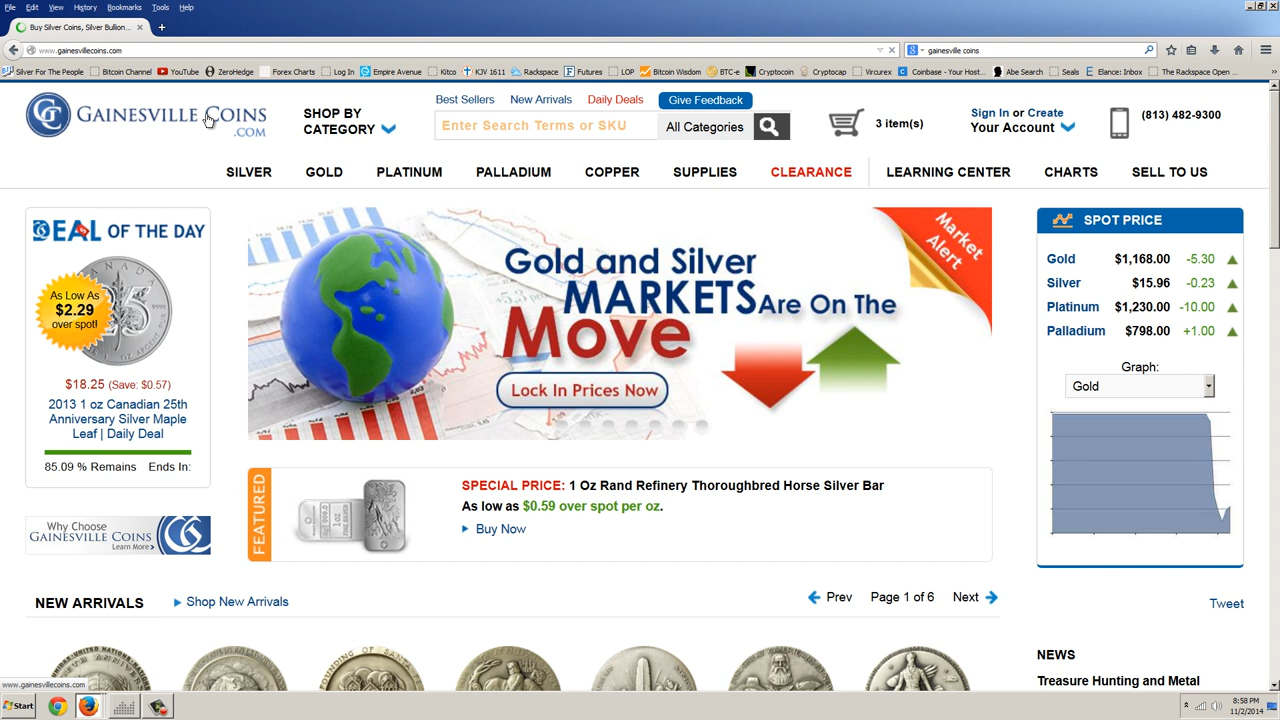 File Edit View History Bookmarks Tools Help
Buy Silver Coins, Silver Bullion...
www.gainesvillecoins.com
gainesville coins
Silver For The People Bitcoin Channel YouTube ZeroHedge Forex Charts Log In Empire Avenue Kitco KJV 1611 Rackspace Futures LOP Bitcoin Wisdom BTC-e Cryptocoin Cryptocap Vircurex Coinbase - Your Host... Abe Search Seals Elance: Inbox The Rackspace Open ...
GAINESVILLE COINS
.COM
SHOP BY
CATEGORY
Best Sellers New Arrivals Daily Deals Give Feedback
Enter Search Terms or SKU All Categories
3 item(s)
Sign In or Create
Your Account
(813) 482-9300
SILVER GOLD PLATINUM PALLADIUM COPPER SUPPLIES CLEARANCE LEARNING CENTER CHARTS SELL TO US
DEAL OF THE DAY
As Low As
$2.29
over spot!
$18.25 (Save: $0.57)
2013 1 oz Canadian 25th
Anniversary Silver Maple
Leaf | Daily Deal
85.09 % Remains Ends In:
Why Choose
GAINESVILLE COINS
Learn More
Market
Alert
Gold and Silver
MARKETS Are On The
Move
Lock In Prices Now
FEATURED
SPECIAL PRICE: 1 Oz Rand Refinery Thoroughbred Horse Silver Bar
As low as $0.59 over spot per oz.
Buy Now
SPOT PRICE
Gold $1,168.00 -5.30
Silver $15.96 -0.23
Platinum $1,230.00 -10.00
Palladium $798.00 +1.00
Graph:
Gold
NEW ARRIVALS Shop New Arrivals
Prev Page 1 of 6 Next
Tweet
NEWS
Treasure Hunting and Metal
www.gainesvillecoins.com
Start
8:58 PM
11/2/2014